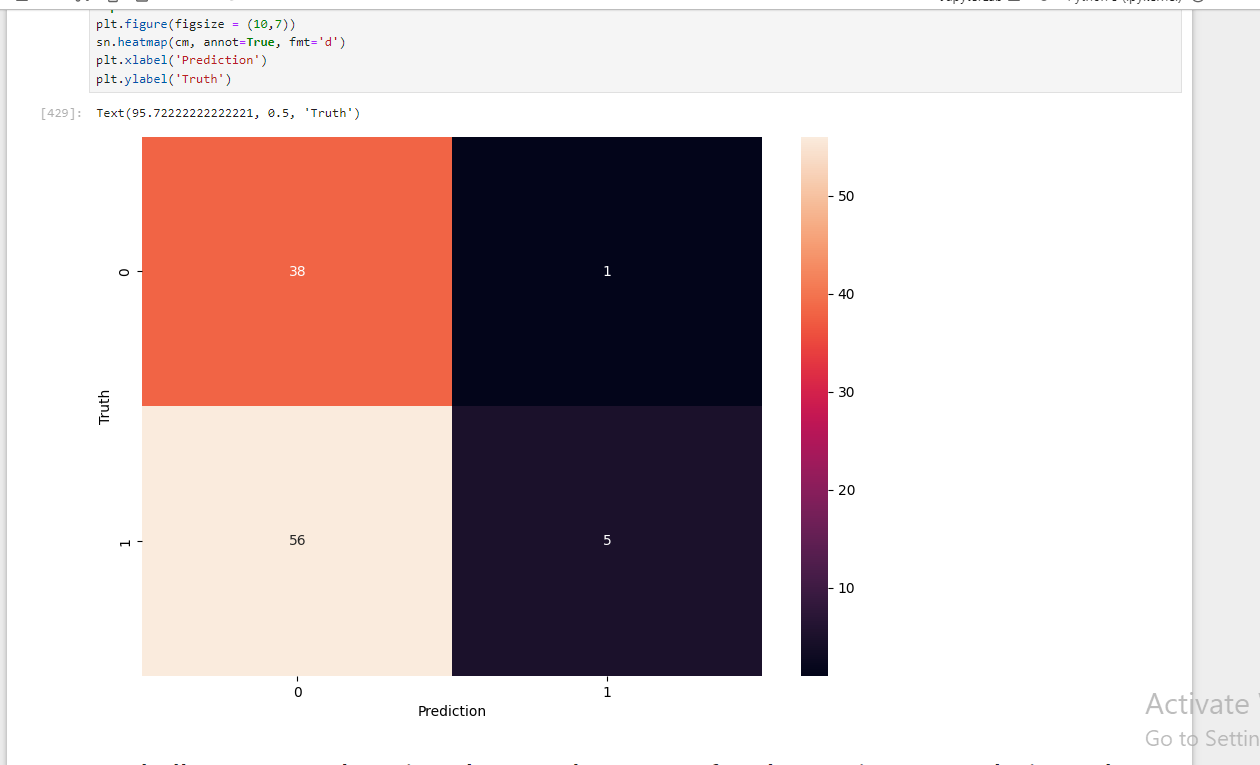 plt.figure(figsize = (10,7))
sn.heatmap(cm, annot=True, fmt='d')
plt.xlabel('Prediction')
plt.ylabel('Truth')
[429]: Text(95.72222222222221, 0.5, 'Truth')
38 1
56 5
0
1
Truth
0 1
Prediction
50
40
30
20
10
Activate
Go to Settin